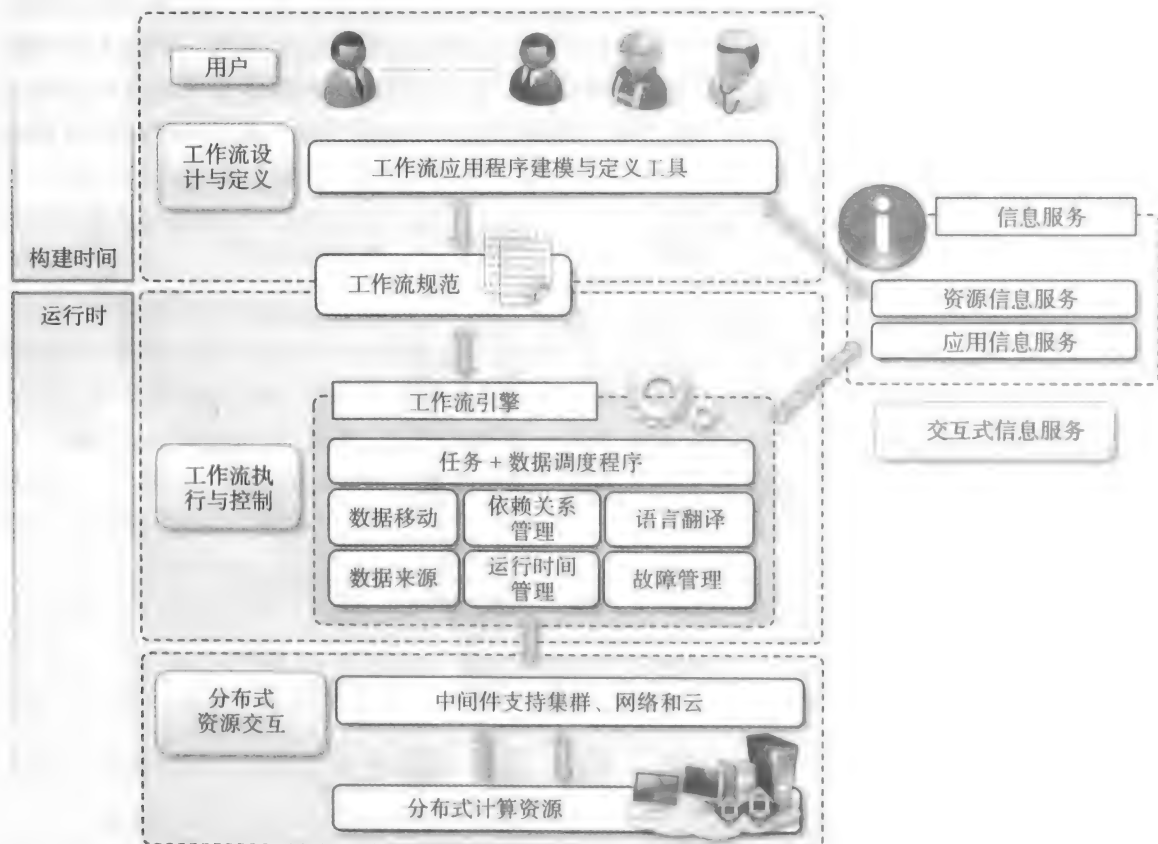 用户
工作流设
计与定义
工作流应用程序建模与定义工具
信息服务
构建时间
工作流规范
资源信息服务
运行时
应用信息服务
工作流引擎
交互式信息服务
任务 + 数据调度程序
工作流执
行与控制
数据移动
依赖关系
管理
语言翻译
数据来源
运行时间
管理
故障管理
分布式
资源交互
中间件支持集群、网络和云
分布式计算资源